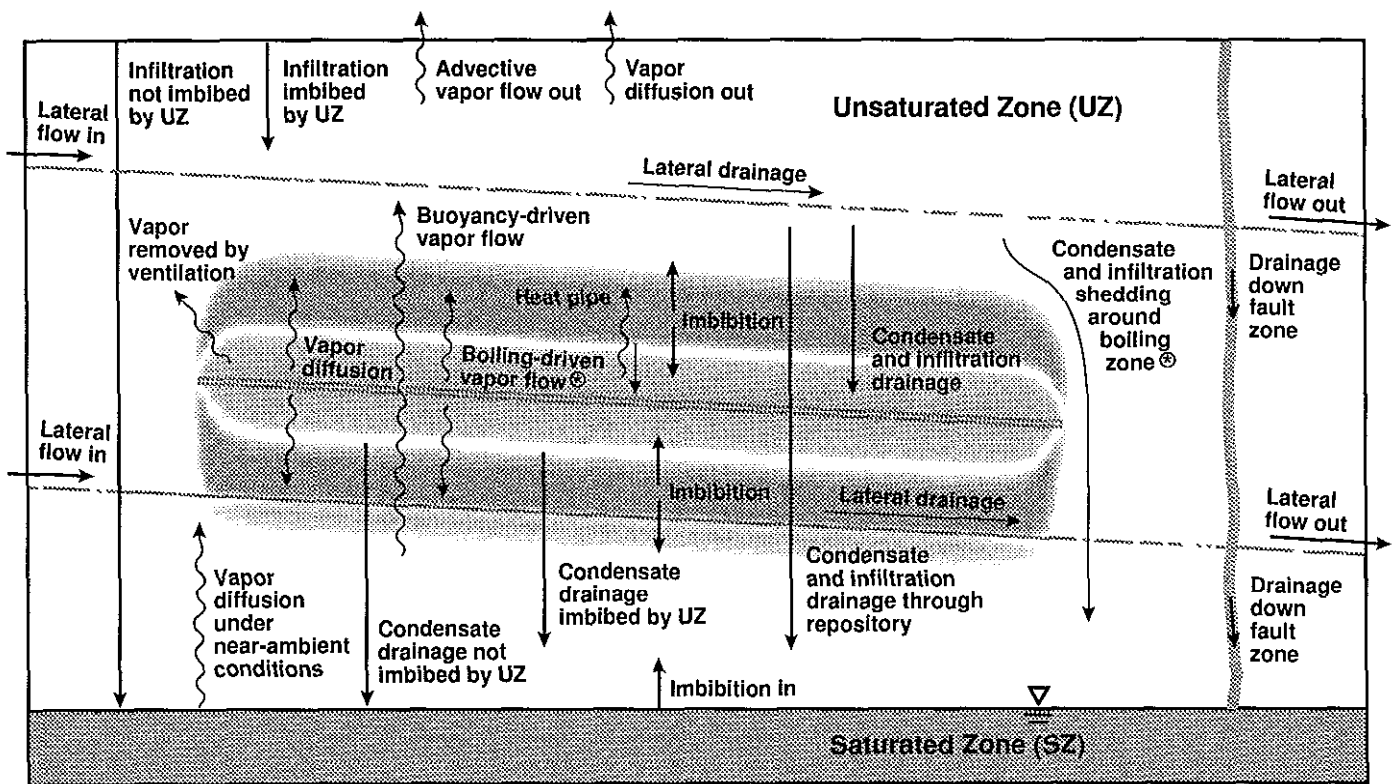 Infiltration
not imbibed
by UZ
Infiltration
imbibed
by UZ
Advective
vapor flow out
Vapor
diffusion out
Unsaturated Zone (UZ)
Lateral
flow in
Lateral drainage
Lateral
flow out
Vapor
removed by
ventilation
Buoyancy-driven
vapor flow
Condensate
and infiltration
shedding
around
boiling
zone ⊛
Drainage
down
fault
zone
Heat pipe
Imbibition
Vapor
diffusion
Boiling-driven
vapor flow ⊛
Condensate
and infiltration
drainage
Lateral
flow in
Imbibition
Lateral drainage
Lateral
flow out
Vapor
diffusion
under
near-ambient
conditions
Condensate
drainage not
imbibed by UZ
Condensate
drainage
imbibed by UZ
Condensate
and infiltration
drainage through
repository
Drainage
down
fault
zone
Imbibition in
Saturated Zone (SZ)